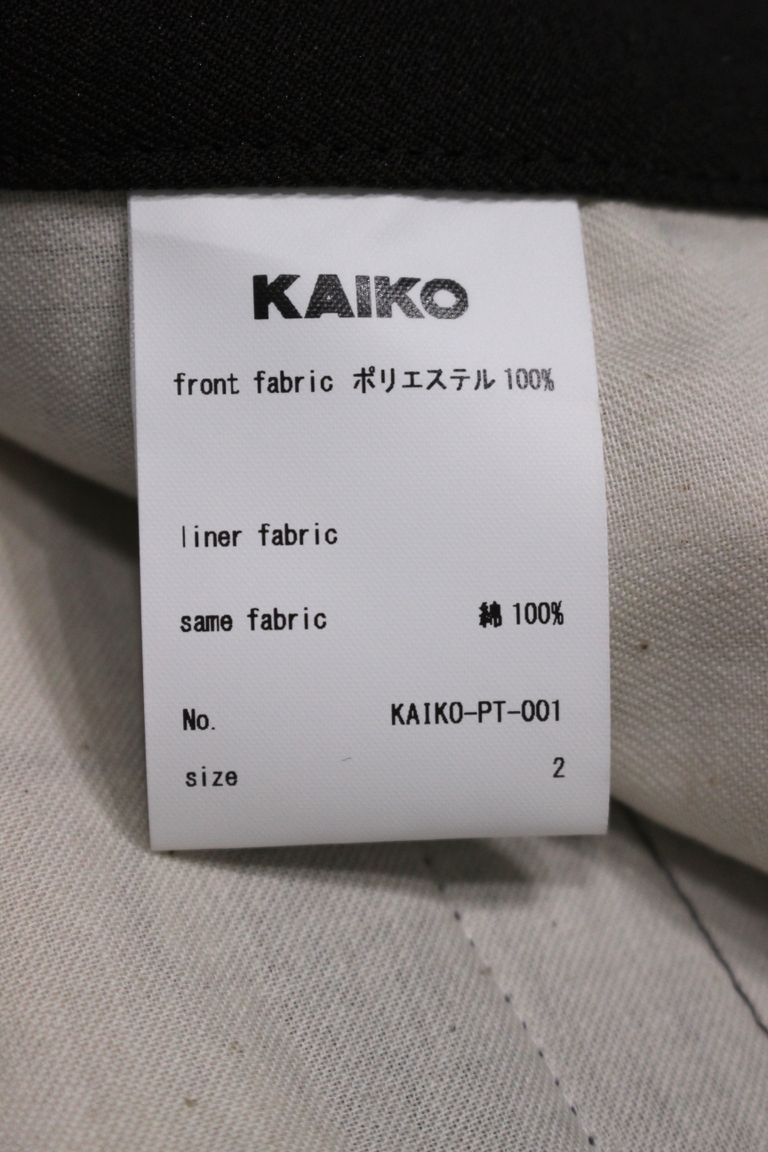 KAIKO
front fabric ポリエステル 100%
liner fabric
same fabric 綿 100%
No. KAIKO-PT-001
size 2